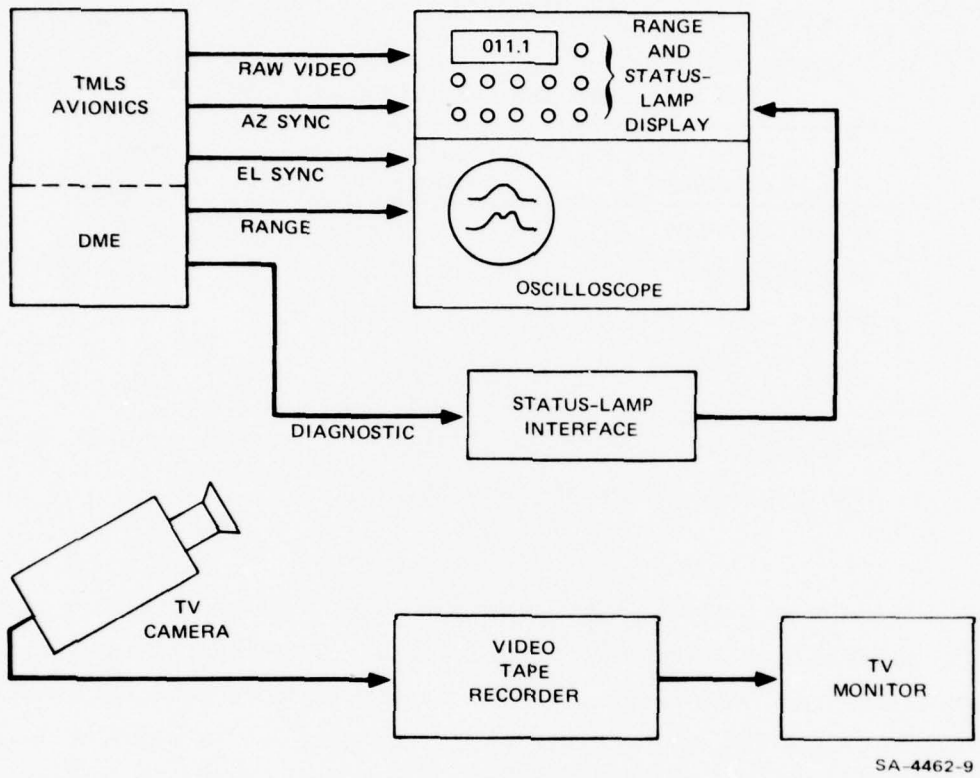 TMLS
AVIONICS
DME
RAW VIDEO
AZ SYNC
EL SYNC
RANGE
DIAGNOSTIC
011.1
RANGE
AND
STATUS-
LAMP
DISPLAY
OSCILLOSCOPE
STATUS-LAMP
INTERFACE
TV
CAMERA
VIDEO
TAPE
RECORDER
TV
MONITOR
SA-4462-9